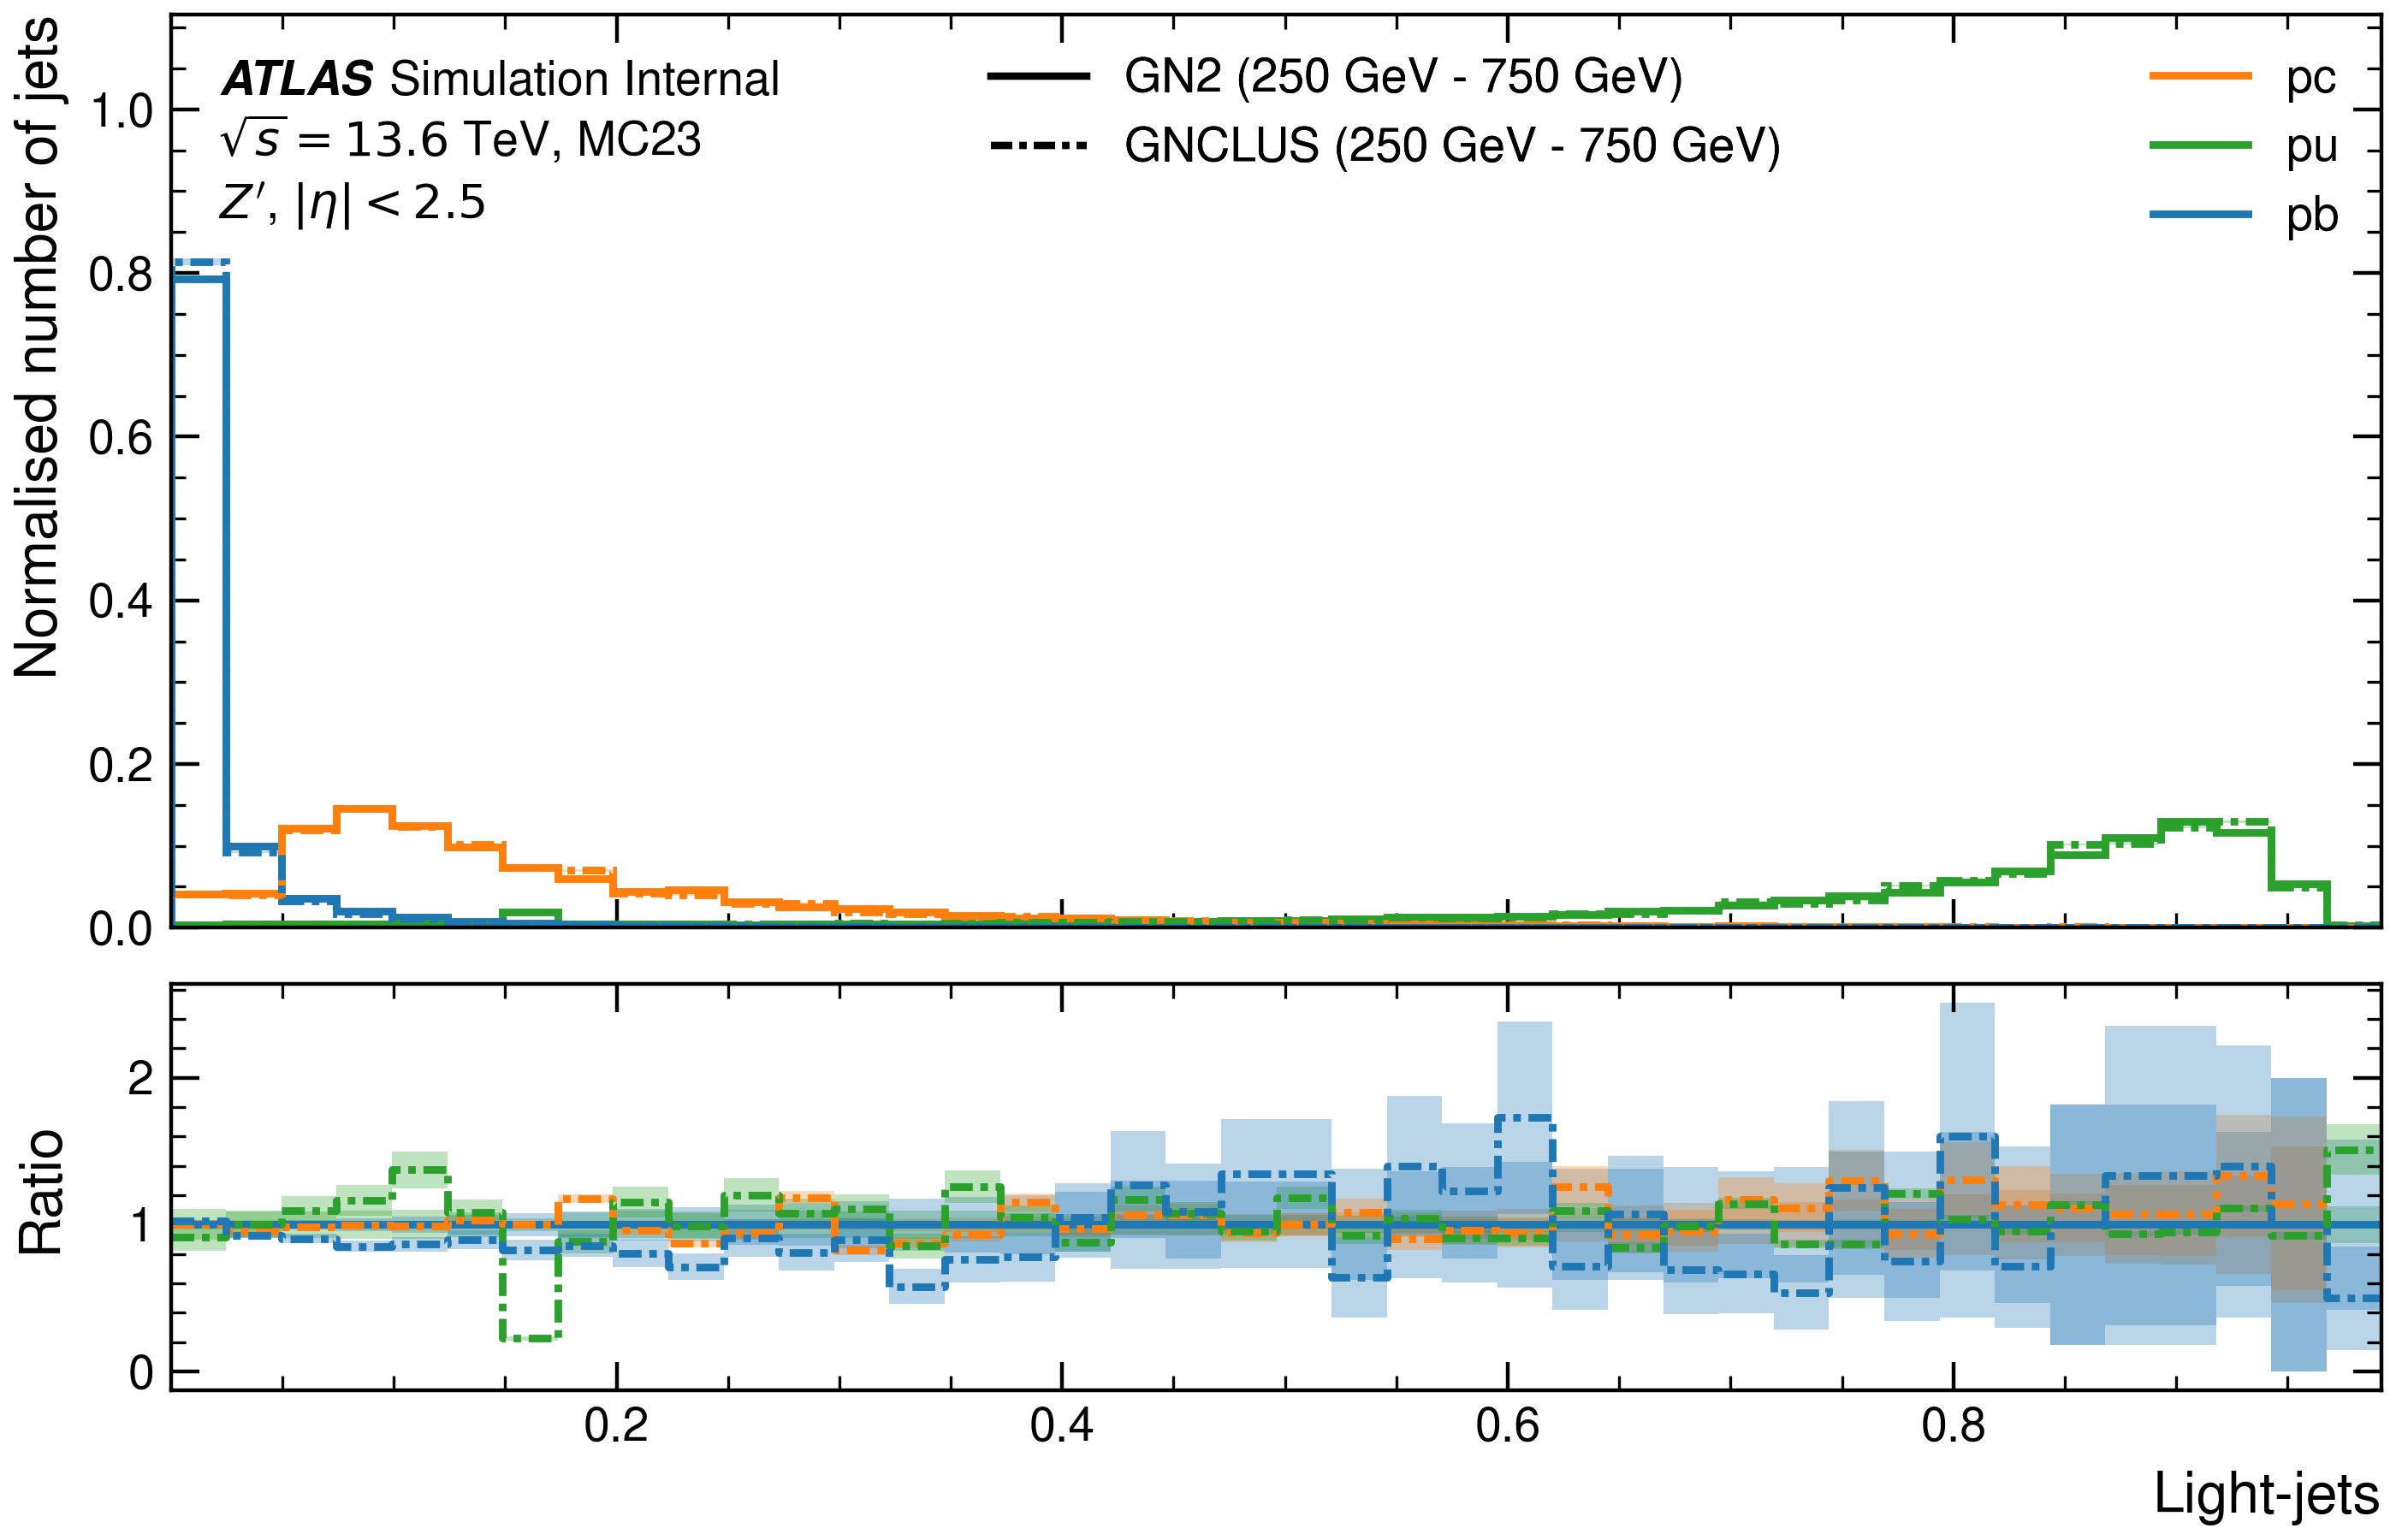 Normalised number of jets
ATLAS Simulation Internal
√s = 13.6 TeV, MC23
Z′, |η| < 2.5
GN2 (250 GeV - 750 GeV)
GNCLUS (250 GeV - 750 GeV)
pc
pu
pb
1.0
0.8
0.6
0.4
0.2
0.0
Ratio
2
1
0
0.2 0.4 0.6 0.8
Light-jets